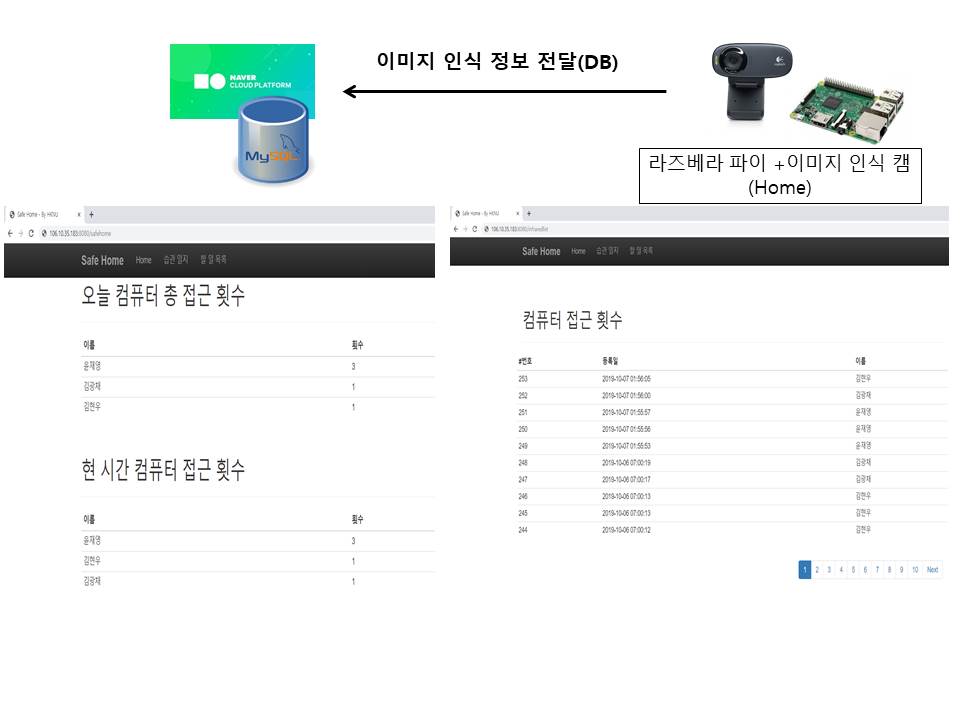 이미지 인식 정보 전달(DB)
NAVER
CLOUD PLATFORM
MySQL
라즈베라 파이 +이미지 인식 캠
(Home)
Safe Home - By HKNU
106.10.35.183:8080/safehome
Safe Home Home 습관 일지 할 일 목록
오늘 컴퓨터 총 접근 횟수
이름 횟수
윤재영 3
김광채 1
김현우 1
현 시간 컴퓨터 접근 횟수
이름 횟수
윤재영 3
김현우 1
김광채 1
Safe Home - By HKNU
106.10.35.183:8080/infraredlist
Safe Home Home 습관 일지 할 일 목록
컴퓨터 접근 횟수
#번호 등록일 이름
253 2019-10-07 01:56:05 김현우
252 2019-10-07 01:56:00 김광채
251 2019-10-07 01:55:57 윤재영
250 2019-10-07 01:55:56 윤재영
249 2019-10-07 01:55:53 윤재영
248 2019-10-06 07:00:19 김광채
247 2019-10-06 07:00:17 김광채
246 2019-10-06 07:00:13 김현우
245 2019-10-06 07:00:13 김현우
244 2019-10-06 07:00:12 김현우
1 2 3 4 5 6 7 8 9 10 Next